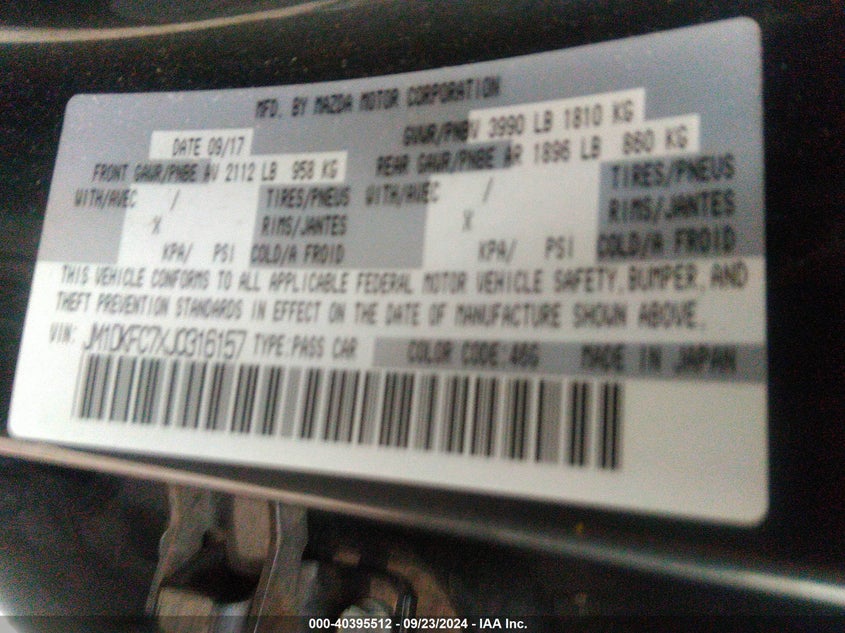 MFD. BY MAZDA MOTOR CORPORATION
DATE 09/17 GVWR/PNBV 3990 LB 1810 KG
FRONT GAWR/PNBE AV 2112 LB 958 KG REAR GAWR/PNBE AR 1896 LB 860 KG
WITH/AVEC / TIRES/PNEUS WITH/AVEC / TIRES/PNEUS
X RIMS/JANTES X RIMS/JANTES
KPA/ PSI COLD/A FROID KPA/ PSI COLD/A FROID
THIS VEHICLE CONFORMS TO ALL APPLICABLE FEDERAL MOTOR VEHICLE SAFETY, BUMPER, AND
THEFT PREVENTION STANDARDS IN EFFECT ON THE DATE OF MANUFACTURE SHOWN ABOVE.
VIN: JM1DKFC7XJ0316157 TYPE:PASS CAR COLOR CODE:46G MADE IN JAPAN
000-40395512 - 09/23/2024 - IAA Inc.